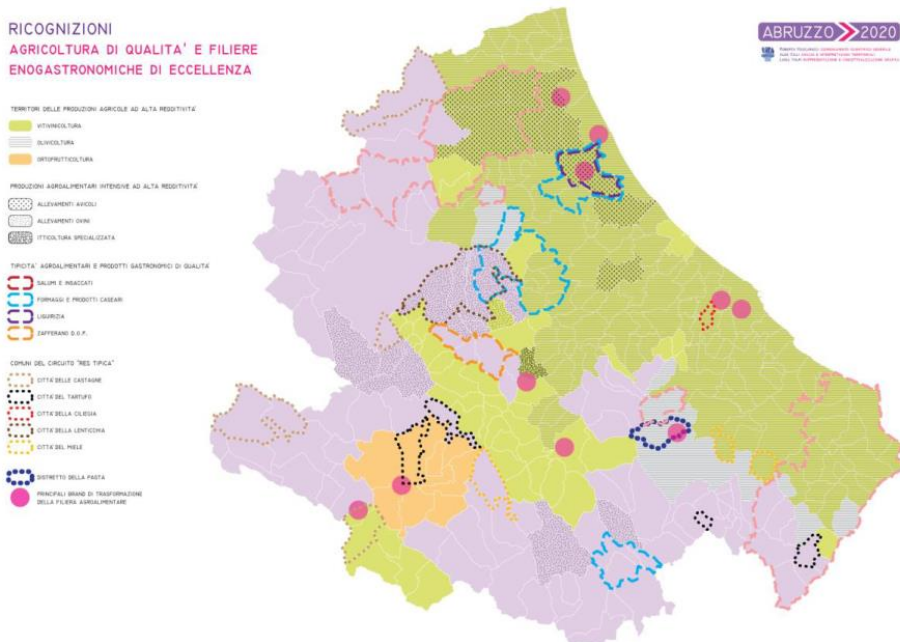 RICOGNIZIONI
AGRICOLTURA DI QUALITA' E FILIERE
ENOGASTRONOMICHE DI ECCELLENZA
ABRUZZO 2020
TERRITORI DELLE PRODUZIONI AGRICOLE AD ALTA REDDITIVITA'
VITIVINICOLTURA
OLIVICOLTURA
ORTOFRUTTICOLTURA
PRODUZIONI AGROALIMENTARI INTENSIVE AD ALTA REDDITIVITA'
ALLEVAMENTI AVICOLI
ALLEVAMENTI OVINI
ITTICOLTURA SPECIALIZZATA
TIPICITA' AGROALIMENTARI E PRODOTTI GASTRONOMICI DI QUALITA'
SALUMI E INSACCATI
FORMAGGI E PRODOTTI CASEARI
LIQUIRIZIA
ZAFFERANO D.O.P.
COMUNI DEL CIRCUITO "RES TIPICA"
CITTA' DELLE CASTAGNE
CITTA' DEL TARTUFO
CITTA' DELLA CILIEGIA
CITTA' DELLA LENTICCHIA
CITTA' DEL MIELE
DISTRETTO DELLA PASTA
PRINCIPALI BRAND DI TRASFORMAZIONE
DELLA FILIERA AGROALIMENTARE